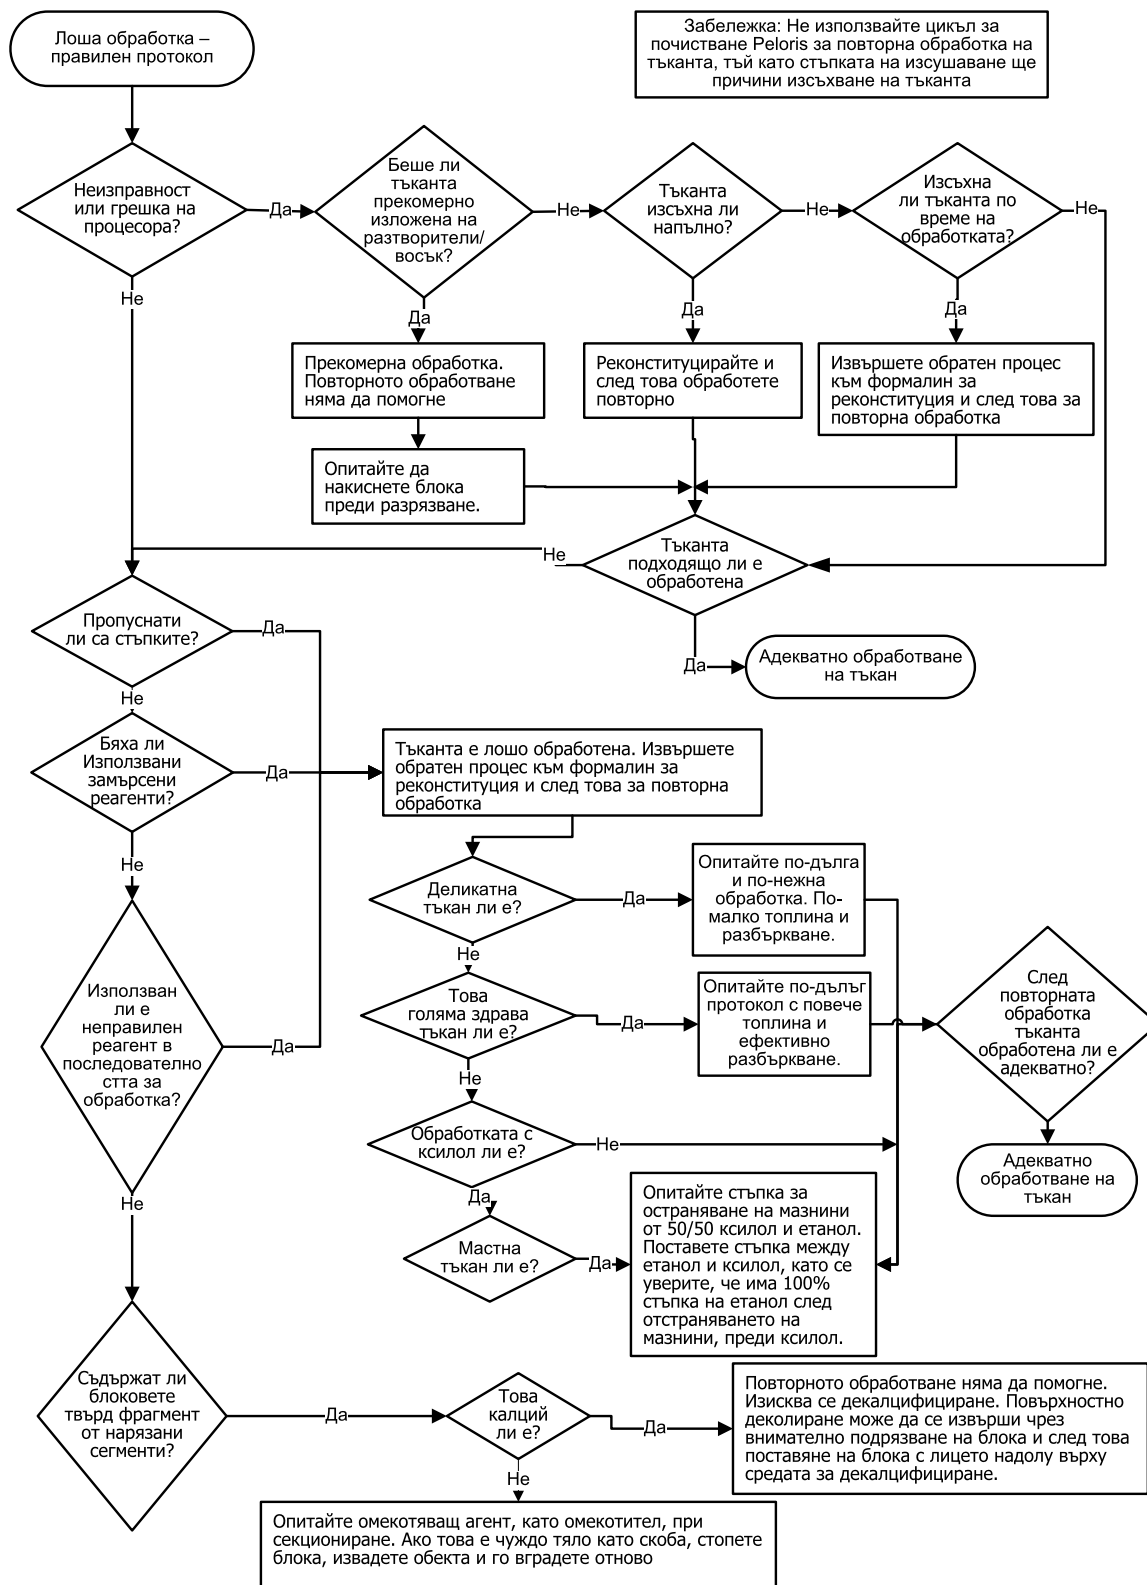 Лоша обработка –
правилен протокол
Забележка: Не използвайте цикъл за
почистване Peloris за повторна обработка на
тъканта, тъй като стъпката на изсушаване ще
причини изсъхване на тъканта
Неизправност
или грешка на
процесора?
Да
Беше ли
тъканта
прекомерно
изложена на
разтворители/
восък?
Не
Тъканта
изсъхна ли
напълно?
Не
Изсъхна
ли тъканта по
време на
обработката?
Не
Не
Да
Да
Да
Прекомерна обработка.
Повторното обработване
няма да помогне
Реконституцирайте и
след това обработете
повторно
Извършете обратен процес
към формалин за
реконституция и след това за
повторна обработка
Опитайте да
накиснете блока
преди разрязване.
Тъканта
подходящо ли е
обработена
Не
Да
Адекватно обработване
на тъкан
Пропуснати
ли са стъпките?
Да
Не
Бяха ли
Използвани
замърсени
реагенти?
Да
Не
Тъканта е лошо обработена. Извършете
обратен процес към формалин за
реконституция и след това за повторна
обработка
Деликатна
тъкан ли е?
Да
Опитайте по-дълга
и по-нежна
обработка. По-
малко топлина и
разбъркване.
Не
Използван
ли е
неправилен
реагент в
последователно
стта за
обработка?
Да
Не
Това
голяма здрава
тъкан ли е?
Да
Опитайте по-дълъг
протокол с повече
топлина и
ефективно
разбъркване.
След
повторната
обработка
тъканта
обработена ли е
адекватно?
Не
Обработката с
ксилол ли е?
Не
Да
Адекватно
обработване на
тъкан
Мастна
тъкан ли е?
Да
Опитайте стъпка за
остраняване на мазнини
от 50/50 ксилол и етанол.
Поставете стъпка между
етанол и ксилол, като се
уверите, че има 100%
стъпка на етанол след
отстраняването на
мазнини, преди ксилол.
Съдържат ли
блоковете
твърд фрагмент
от нарязани
сегменти?
Да
Това
калций
ли е?
Да
Повторното обработване няма да помогне.
Изисква се декалцифициране. Повърхностно
деколиране може да се извърши чрез
внимателно подрязване на блока и след това
поставяне на блока с лицето надолу върху
средата за декалцифициране.
Не
Опитайте омекотяващ агент, като омекотител, при
секциониране. Ако това е чуждо тяло като скоба, стопете
блока, извадете обекта и го вградете отново